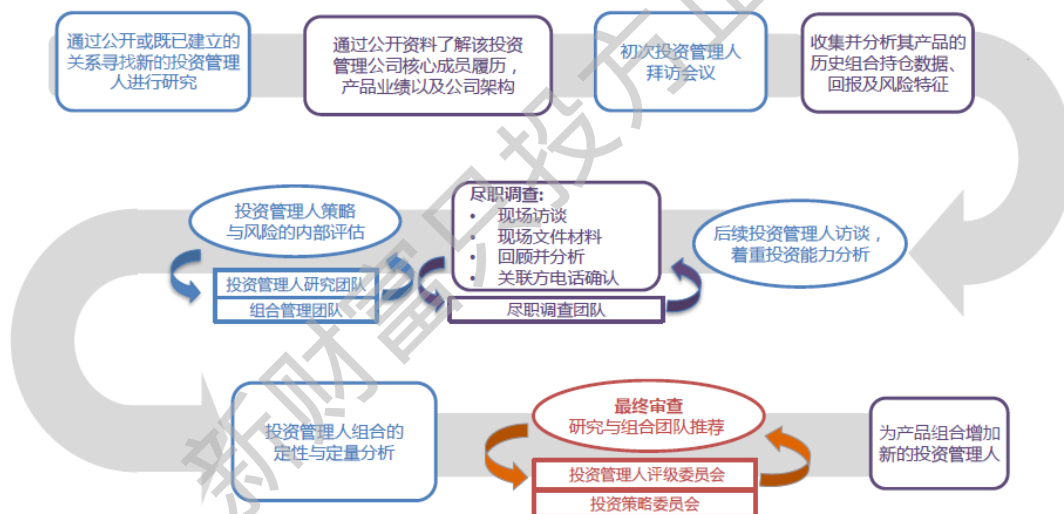 通过公开或既已建立的
关系寻找新的投资管理
人进行研究
通过公开资料了解该投资
管理公司核心成员履历，
产品业绩以及公司架构
初次投资管理人
拜访会议
收集并分析其产品的
历史组合持仓数据、
回报及风险特征
后续投资管理人访谈，
着重投资能力分析
尽职调查:
• 现场访谈
• 现场文件材料
• 回顾并分析
• 关联方电话确认
尽职调查团队
投资管理人策略
与风险的内部评估
投资管理人研究团队
组合管理团队
投资管理人组合的
定性与定量分析
最终审查
研究与组合团队推荐
投资管理人评级委员会
投资策略委员会
为产品组合增加
新的投资管理人
新财富兄投方